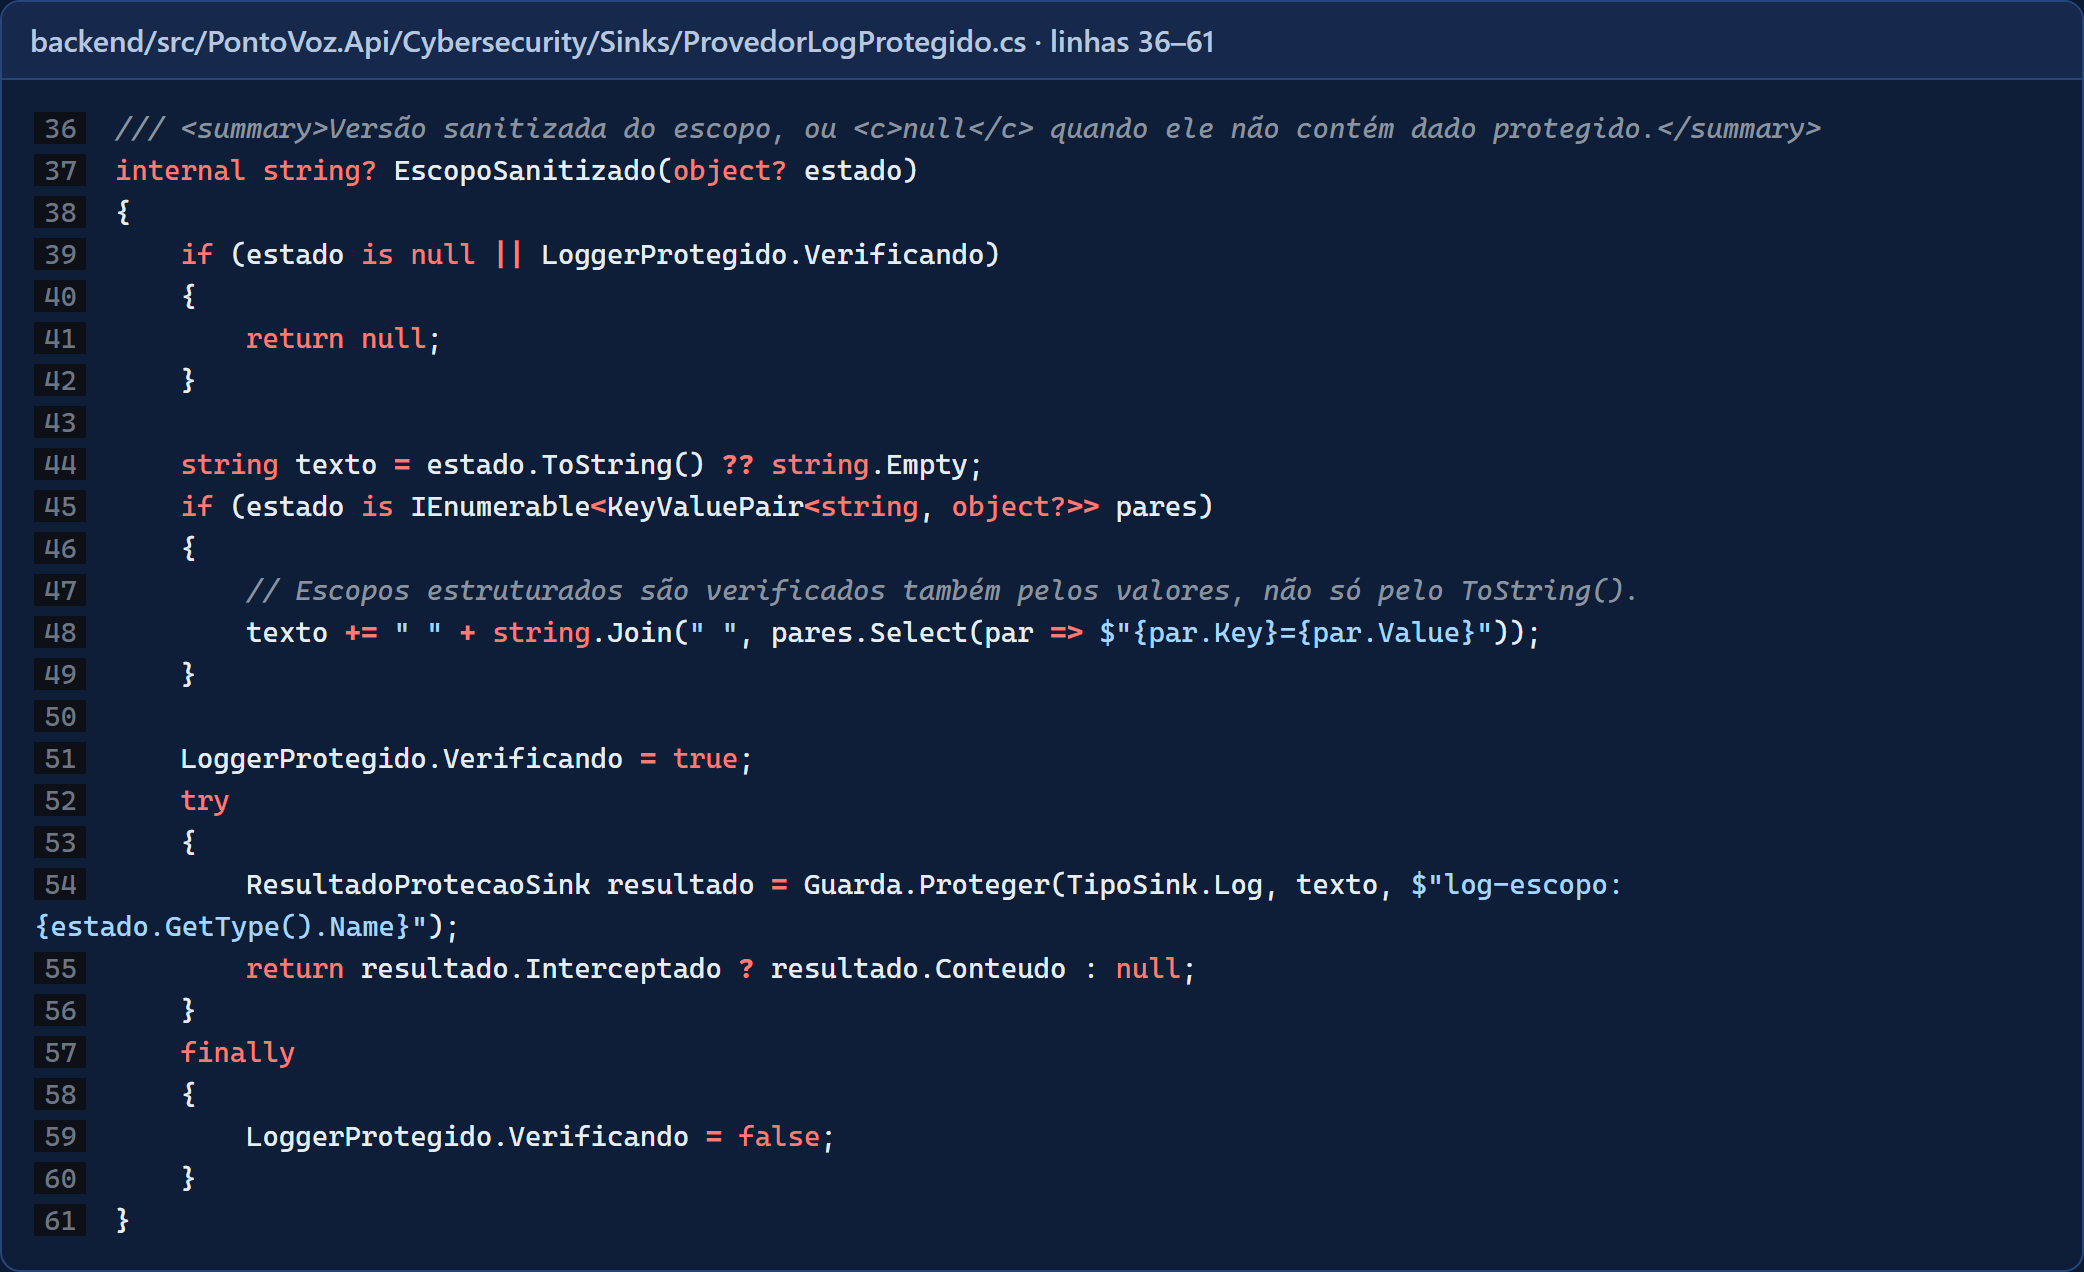 backend/src/PontoVoz.Api/Cybersecurity/Sinks/ProvedorLogProtegido.cs · linhas 36–61
36 /// <summary>Versão sanitizada do escopo, ou <c>null</c> quando ele não contém dado protegido.</summary>
37 internal string? EscopoSanitizado(object? estado)
38 {
39     if (estado is null || LoggerProtegido.Verificando)
40     {
41         return null;
42     }
43
44     string texto = estado.ToString() ?? string.Empty;
45     if (estado is IEnumerable<KeyValuePair<string, object?>> pares)
46     {
47         // Escopos estruturados são verificados também pelos valores, não só pelo ToString().
48         texto += " " + string.Join(" ", pares.Select(par => $"{par.Key}={par.Value}"));
49     }
50
51     LoggerProtegido.Verificando = true;
52     try
53     {
54         ResultadoProtecaoSink resultado = Guarda.Proteger(TipoSink.Log, texto, $"log-escopo:
{estado.GetType().Name}");
55         return resultado.Interceptado ? resultado.Conteudo : null;
56     }
57     finally
58     {
59         LoggerProtegido.Verificando = false;
60     }
61 }